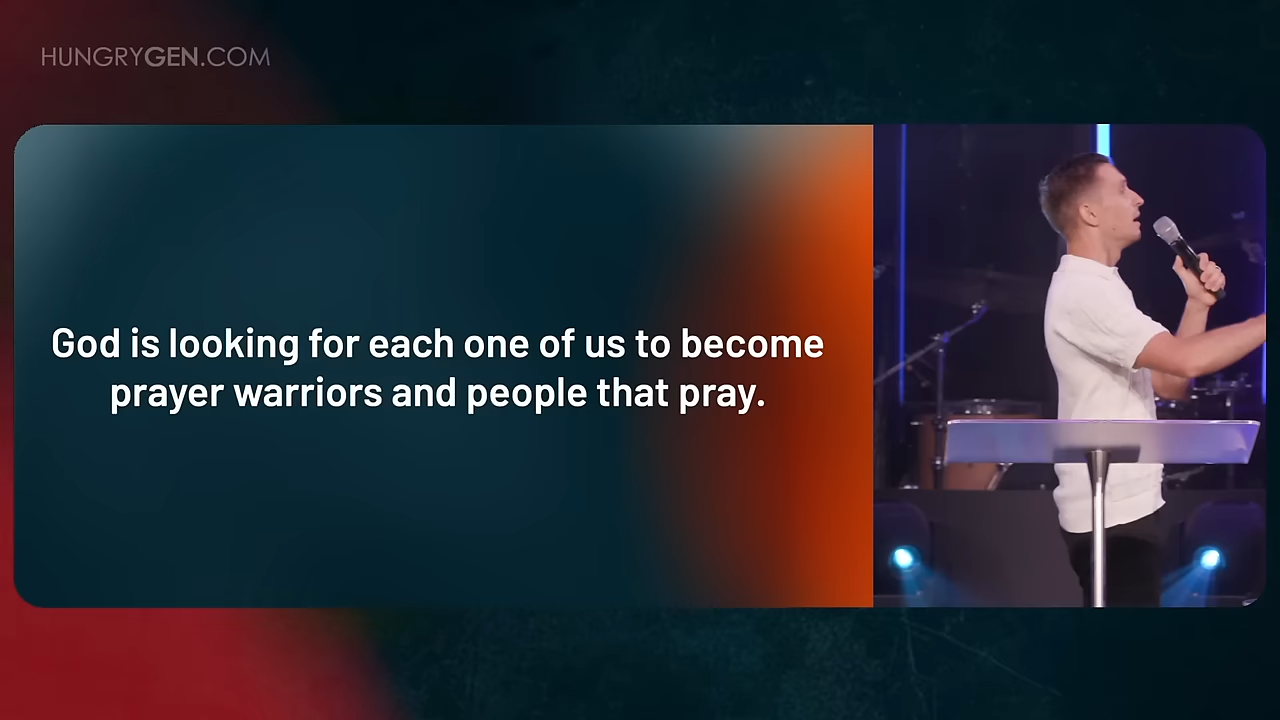 HUNGRYGEN.COM
God is looking for each one of us to become
prayer warriors and people that pray.